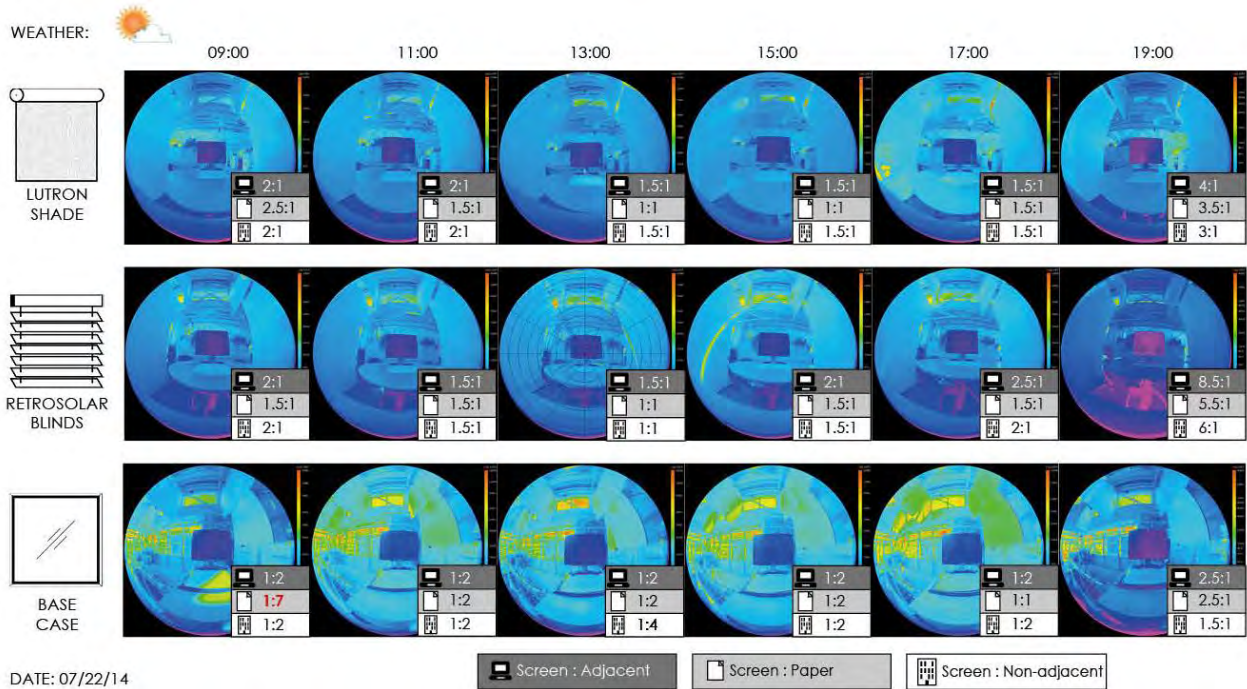 WEATHER:
09:00 11:00 13:00 15:00 17:00 19:00
LUTRON
SHADE
2:1 2:1 1.5:1 1.5:1 1.5:1 4:1
2.5:1 1.5:1 1:1 1:1 1.5:1 3.5:1
2:1 2:1 1.5:1 1.5:1 1.5:1 3:1
RETROSOLAR
BLINDS
2:1 1.5:1 1.5:1 2:1 2.5:1 8.5:1
1.5:1 1.5:1 1:1 1.5:1 1.5:1 5.5:1
2:1 1.5:1 1:1 1.5:1 2:1 6:1
BASE
CASE
1:2 1:2 1:2 1:2 1:2 2.5:1
1:7 1:2 1:2 1:2 1:1 2.5:1
1:2 1:2 1:4 1:2 1:2 1.5:1
DATE: 07/22/14
Screen : Adjacent Screen : Paper Screen : Non-adjacent